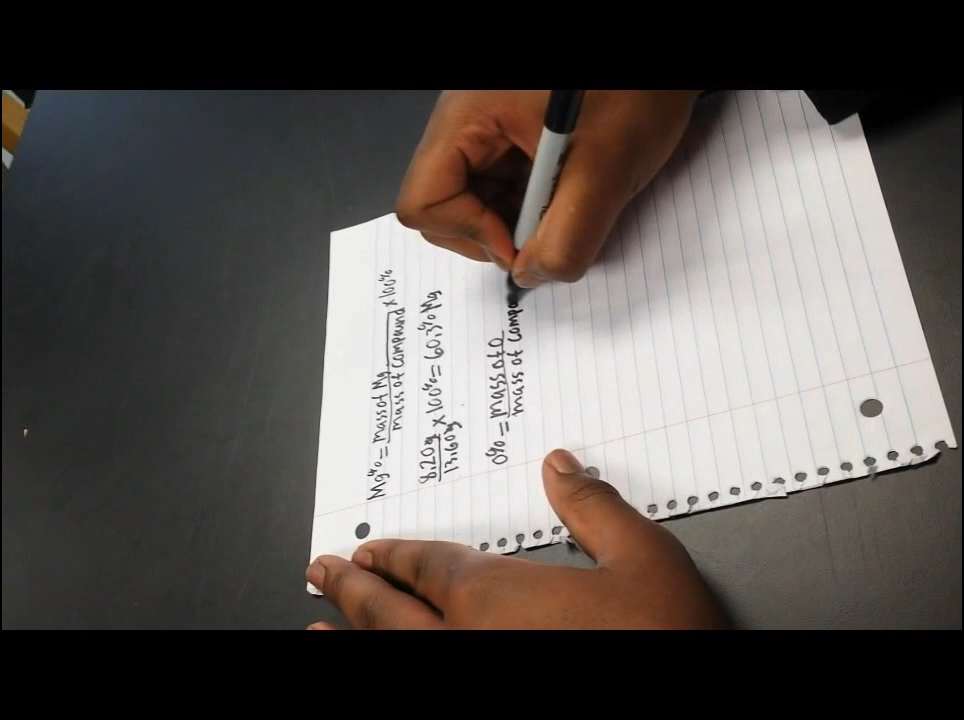 Mg% = mass of Mg / mass of compound x 100%
8.20g / 13.60g x 100% = 60.3% Mg
O% = mass of O / mass of compo